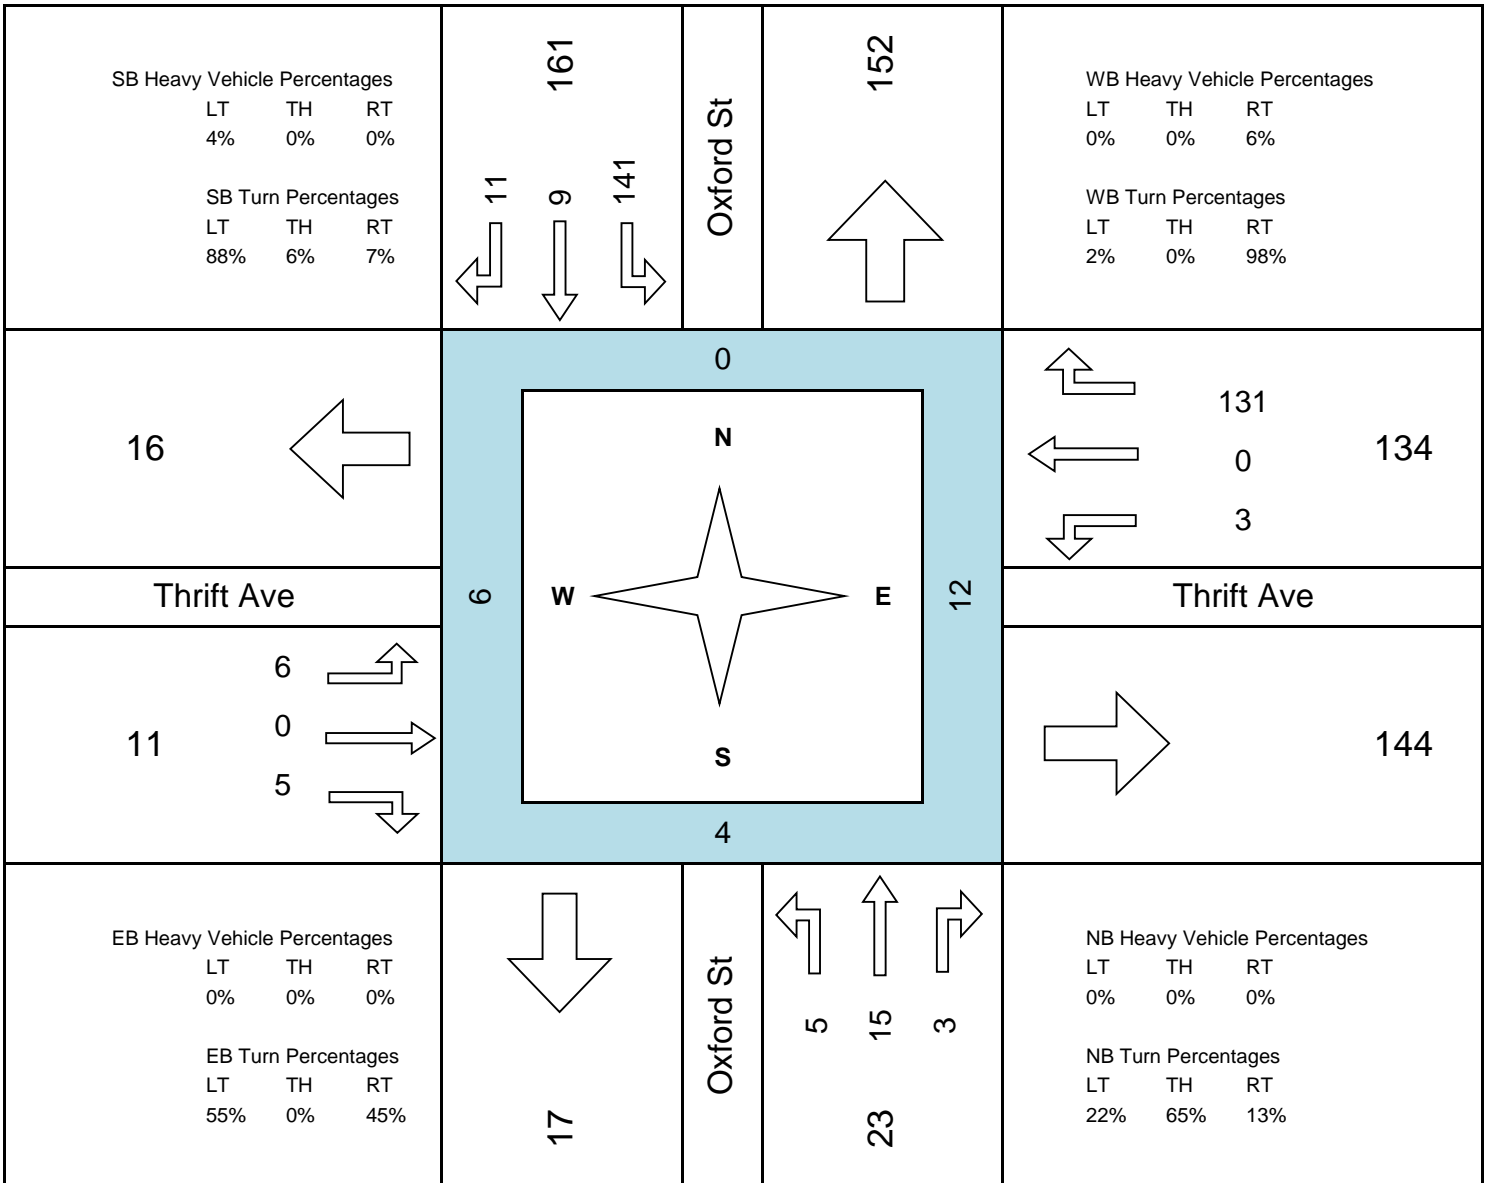 SB Heavy Vehicle Percentages
LT TH RT
4% 0% 0%
SB Turn Percentages
LT TH RT
88% 6% 7%
161
11 9 141
Oxford St
152
WB Heavy Vehicle Percentages
LT TH RT
0% 0% 6%
WB Turn Percentages
LT TH RT
2% 0% 98%
16
0
N
131
0 134
3
Thrift Ave
6
W E
12
Thrift Ave
6
11 0
5
S
4
144
EB Heavy Vehicle Percentages
LT TH RT
0% 0% 0%
EB Turn Percentages
LT TH RT
55% 0% 45%
17
Oxford St
5 15 3
23
NB Heavy Vehicle Percentages
LT TH RT
0% 0% 0%
NB Turn Percentages
LT TH RT
22% 65% 13%